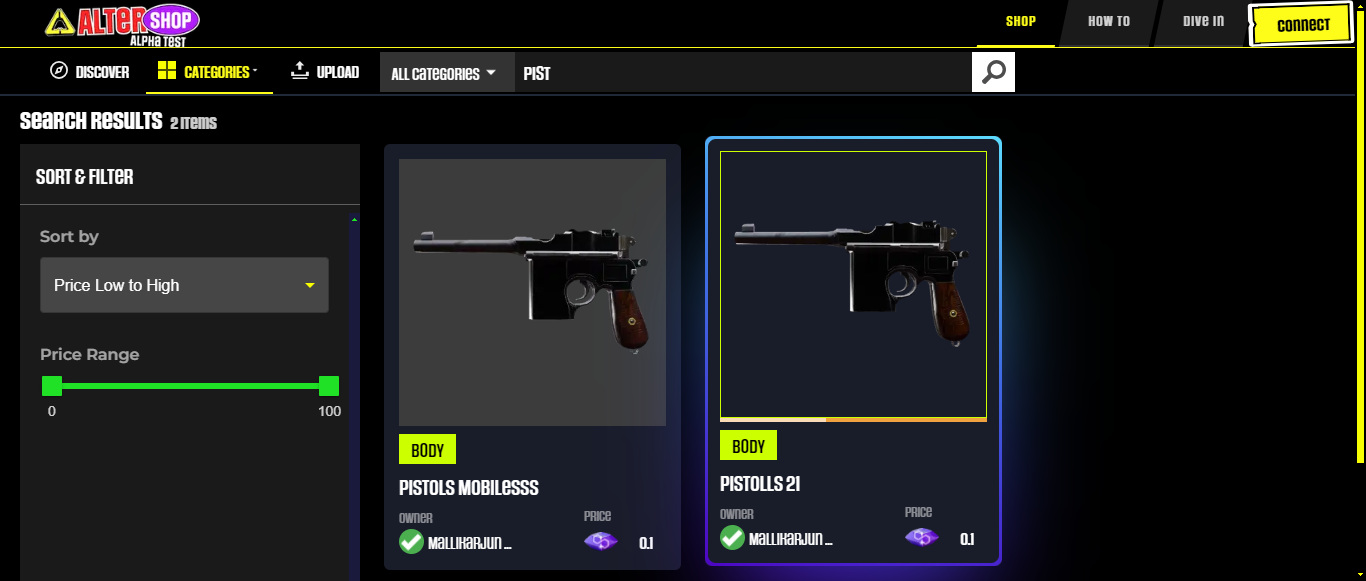 ALTER SHOP
ALPHA TEST
SHOP
HOW TO
DIVE IN
CONNECT
DISCOVER
CATEGORIES
UPLOAD
ALL CATEGORIES
PIST
SEARCH RESULTS 2 ITEMS
SORT & FILTER
Sort by
Price Low to High
Price Range
0 100
BODY
PISTOLS MOBILESSS
OWNER PRICE
MALLIKARJUN ... 0.1
BODY
PISTOLLS 21
OWNER PRICE
MALLIKARJUN ... 0.1